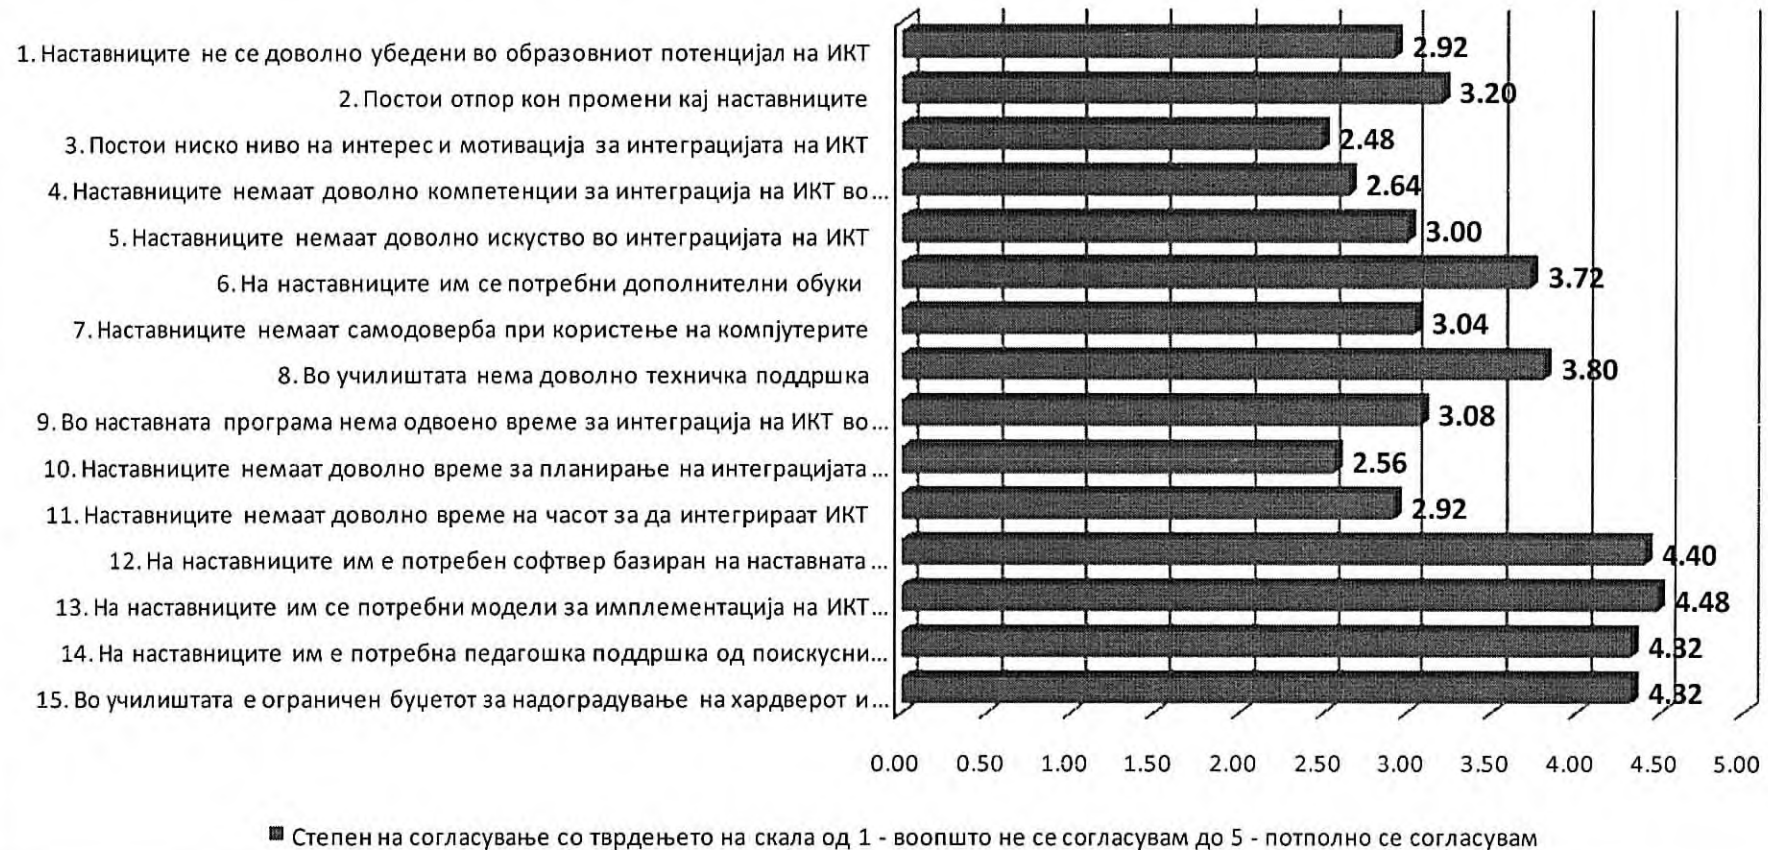 1. Наставниците не се доволно убедени во образовниот потенцијал на ИКТ 2.92
2. Постои отпор кон промени кај наставниците 3.20
3. Постои ниско ниво на интерес и мотивација за интеграцијата на ИКТ 2.48
4. Наставниците немаат доволно компетенции за интеграција на ИКТ во... 2.64
5. Наставниците немаат доволно искуство во интеграцијата на ИКТ 3.00
6. На наставниците им се потребни дополнителни обуки 3.72
7. Наставниците немаат самодоверба при користење на компјутерите 3.04
8. Во училиштата нема доволно техничка поддршка 3.80
9. Во наставната програма нема одвоено време за интеграција на ИКТ во... 3.08
10. Наставниците немаат доволно време за планирање на интеграцијата ... 2.56
11. Наставниците немаат доволно време на часот за да интегрираат ИКТ 2.92
12. На наставниците им е потребен софтвер базиран на наставната ... 4.40
13. На наставниците им се потребни модели за имплементација на ИКТ... 4.48
14. На наставниците им е потребна педагошка поддршка од поискусни... 4.32
15. Во училиштата е ограничен буџетот за надоградување на хардверот и... 4.32
0.00 0.50 1.00 1.50 2.00 2.50 3.00 3.50 4.00 4.50 5.00
Степен на согласување со тврдењето на скала од 1 - воопшто не се согласувам до 5 - потполно се согласувам